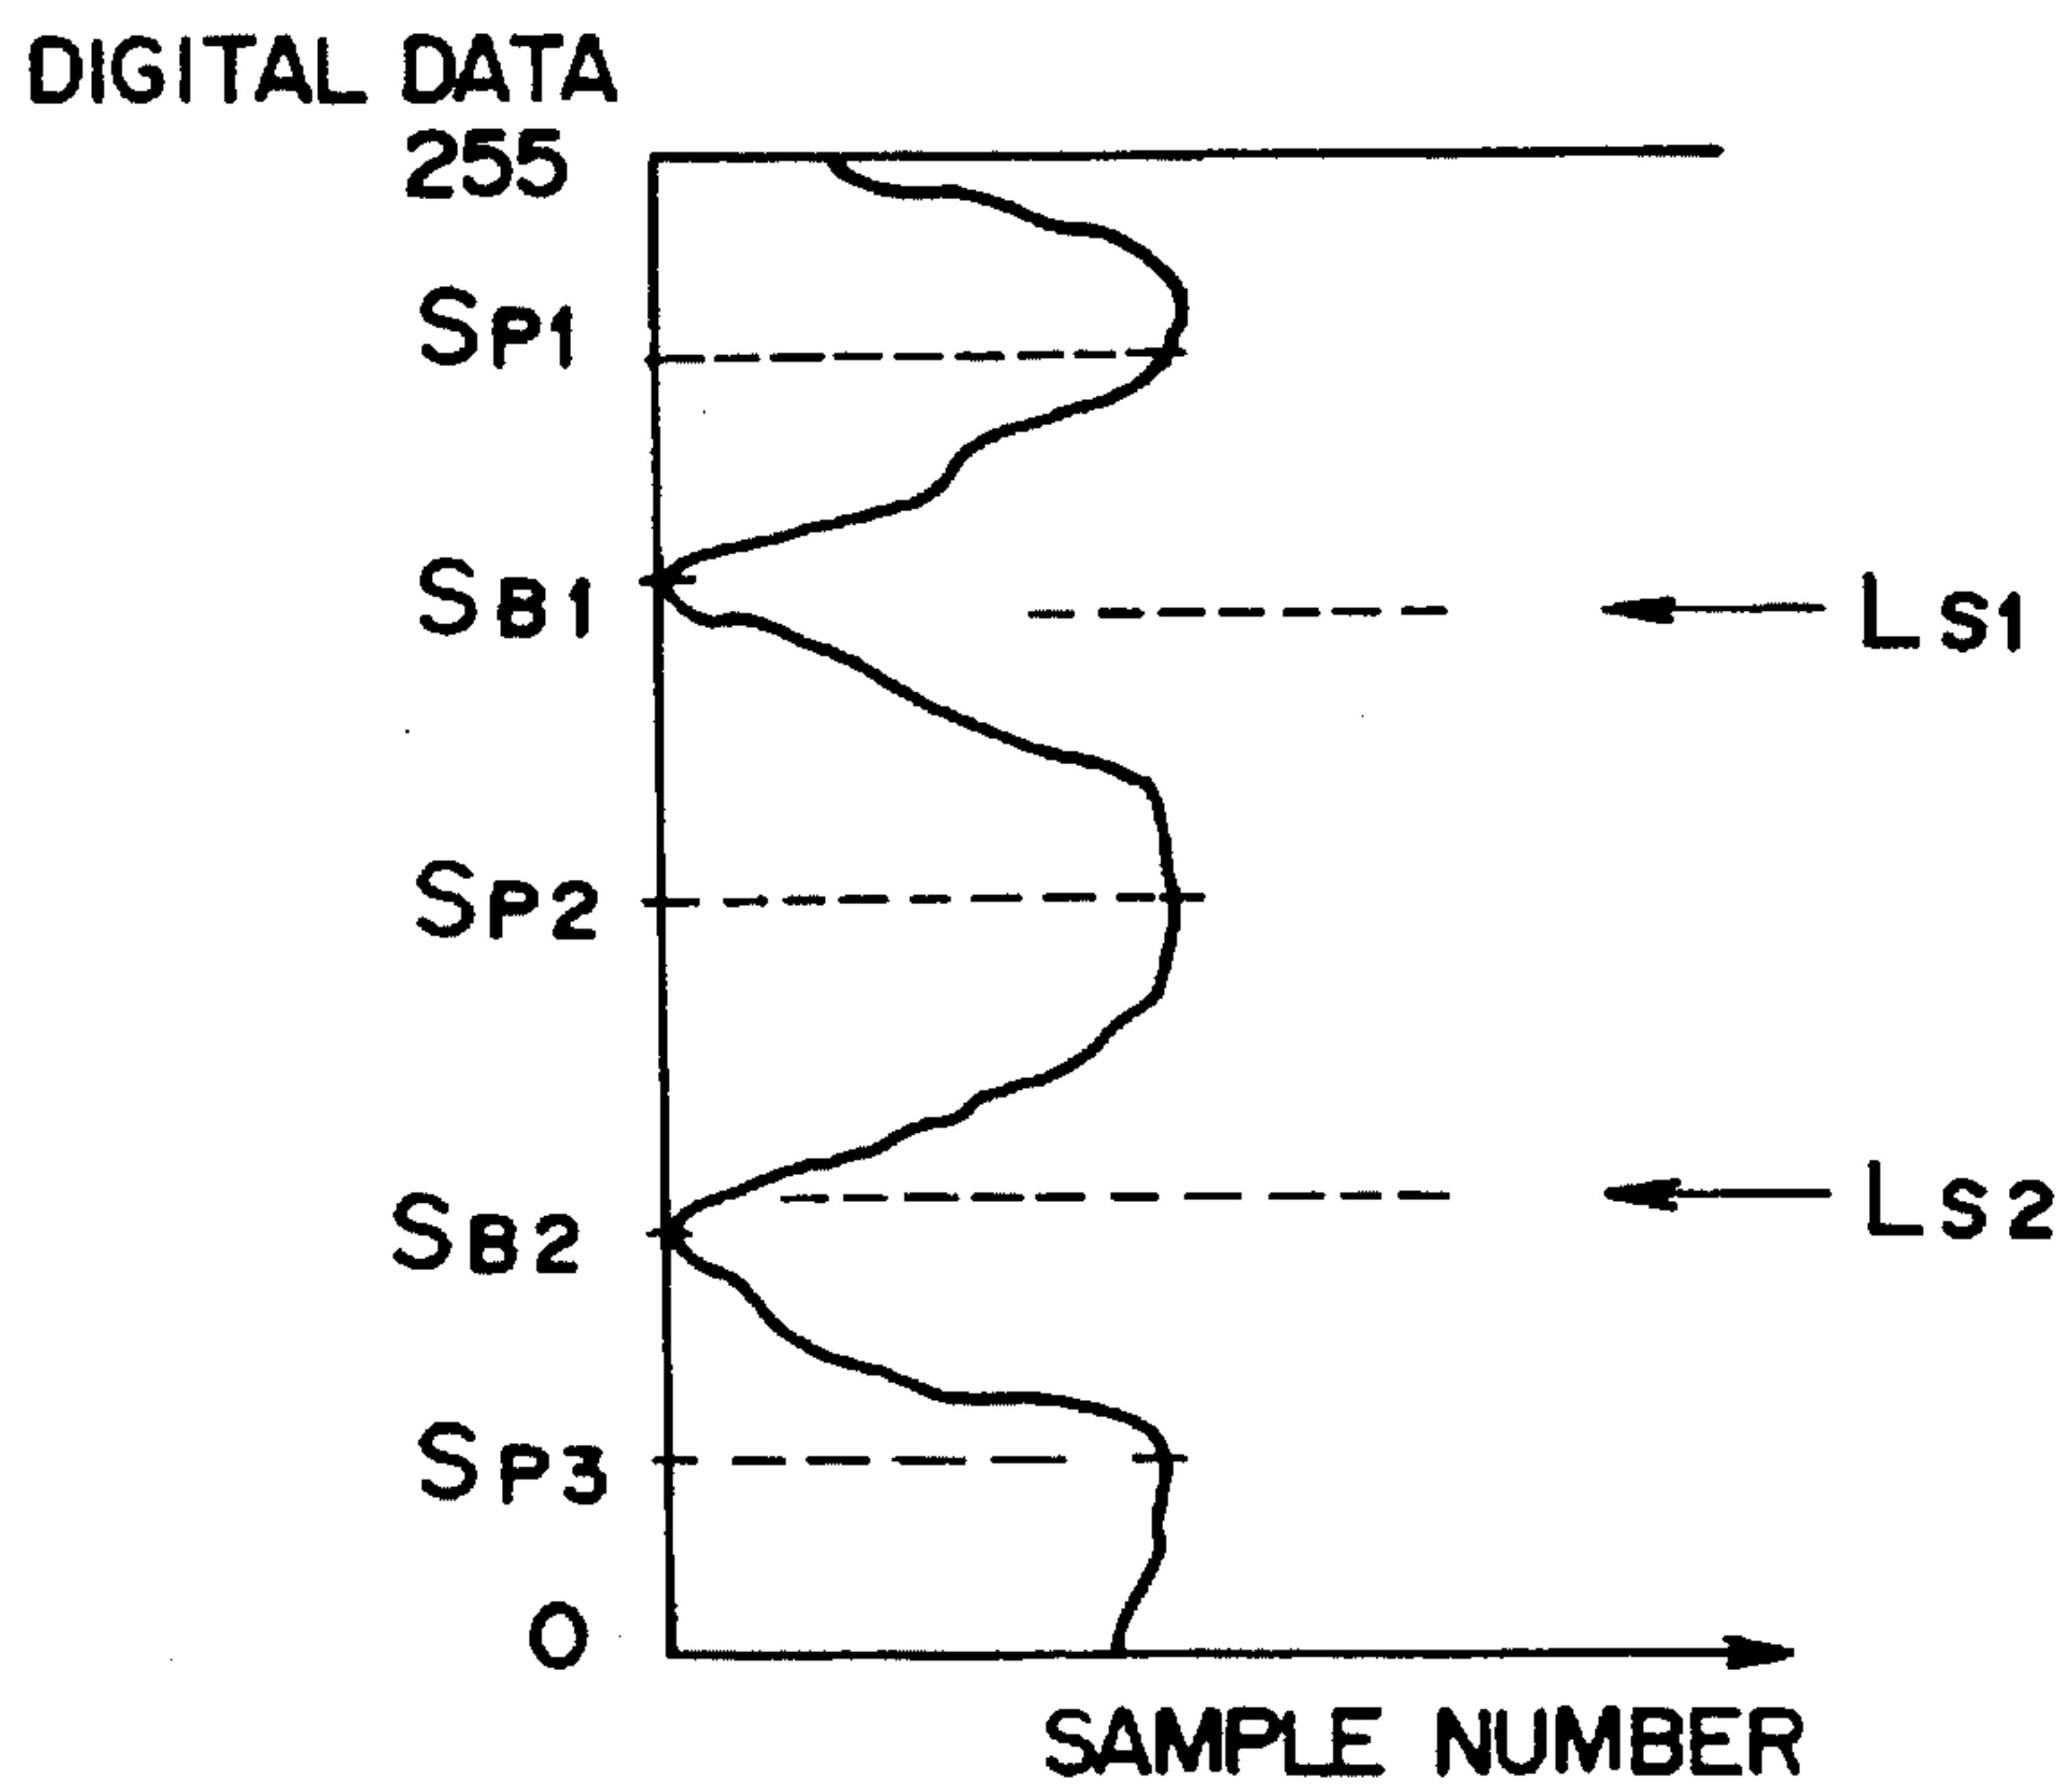 DIGITAL DATA
255
SP1
SB1
LS1
SP2
SB2
LS2
SP3
0
SAMPLE NUMBER